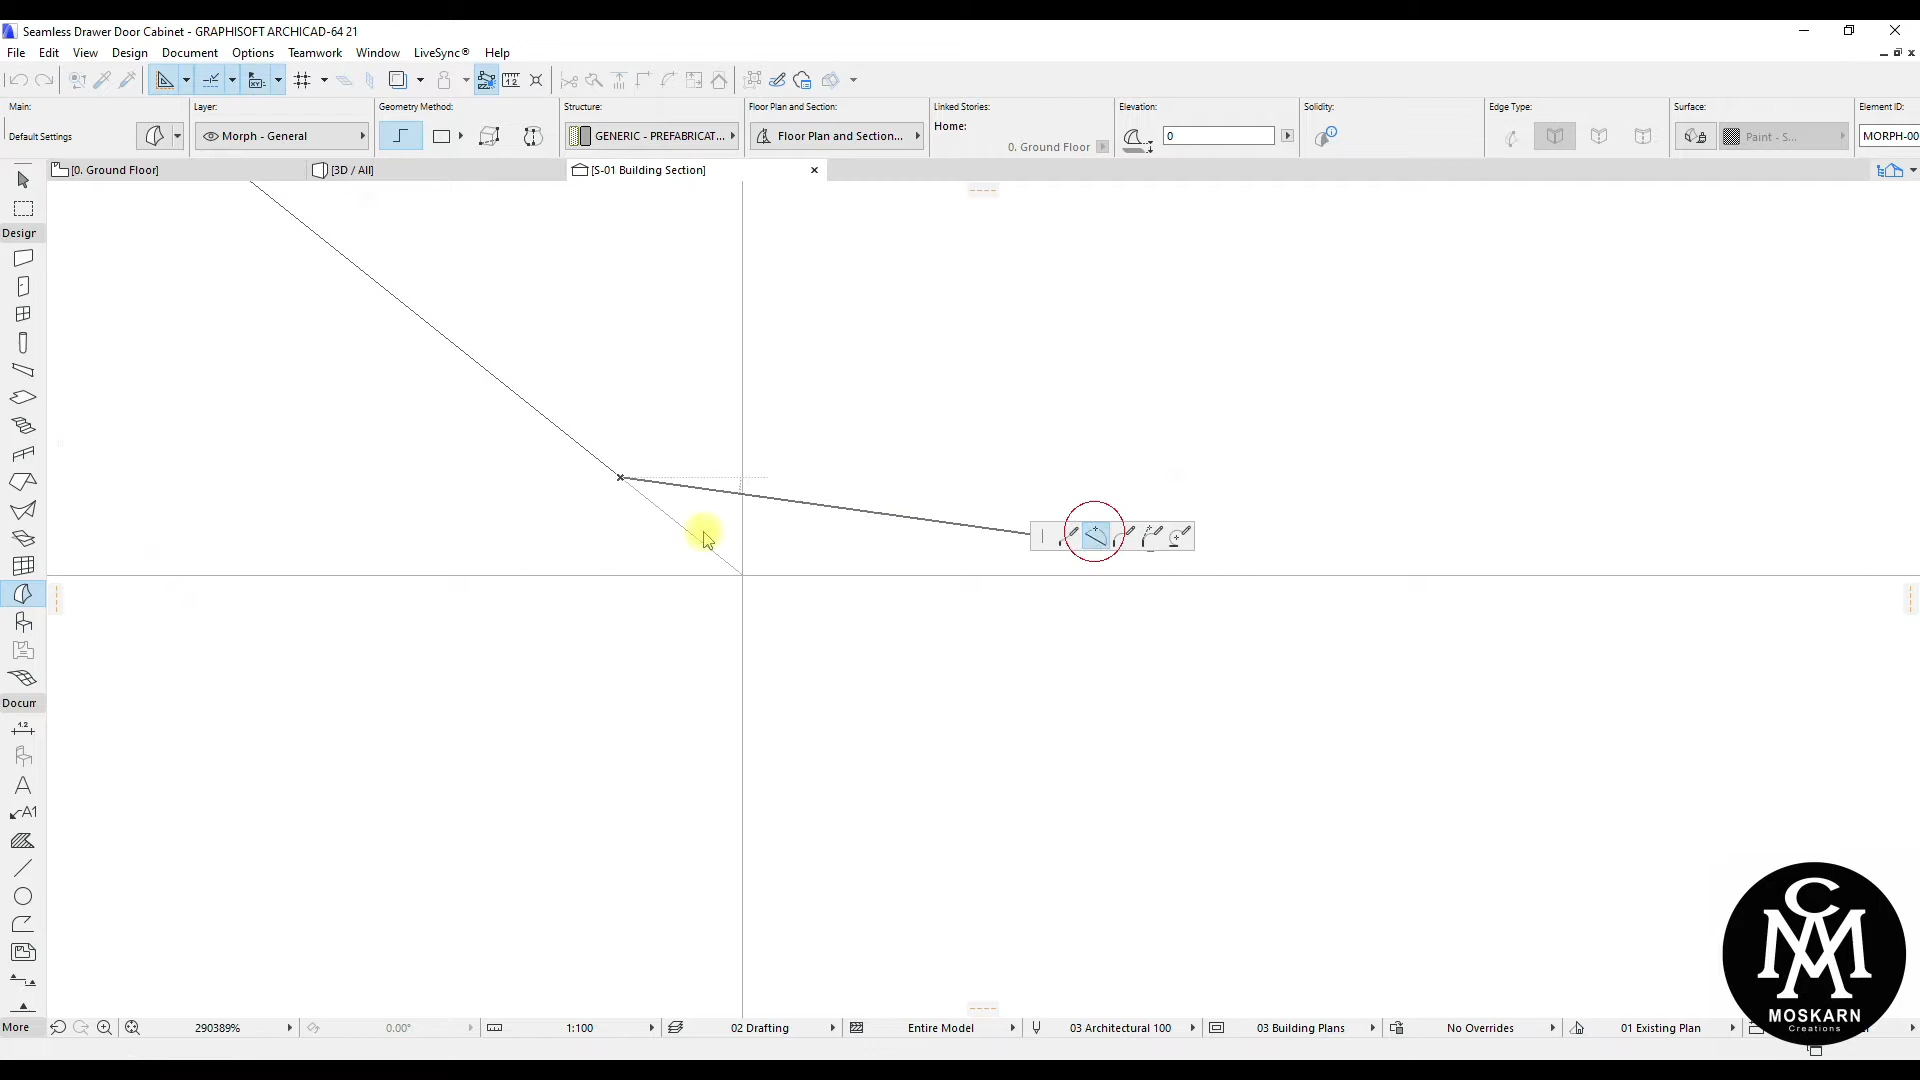 Seamless Drawer Door Cabinet - GRAPHISOFT ARCHICAD-64 21
File Edit View Design Document Options Teamwork Window LiveSync® Help
Main: Layer: Geometry Method: Structure: Floor Plan and Section: Linked Stories: Elevation: Solidity: Edge Type: Surface: Element ID:
Default Settings Morph - General GENERIC - PREFABRICAT... Floor Plan and Section... Home: 0 Paint - S... MORPH-00
0. Ground Floor
[0. Ground Floor] [3D / All] [S-01 Building Section]
Design
Docum
1.2
A
A1
More 290389% 0.00° 1:100 02 Drafting Entire Model 03 Architectural 100 03 Building Plans No Overrides 01 Existing Plan
CM
MOSKARN
Creations